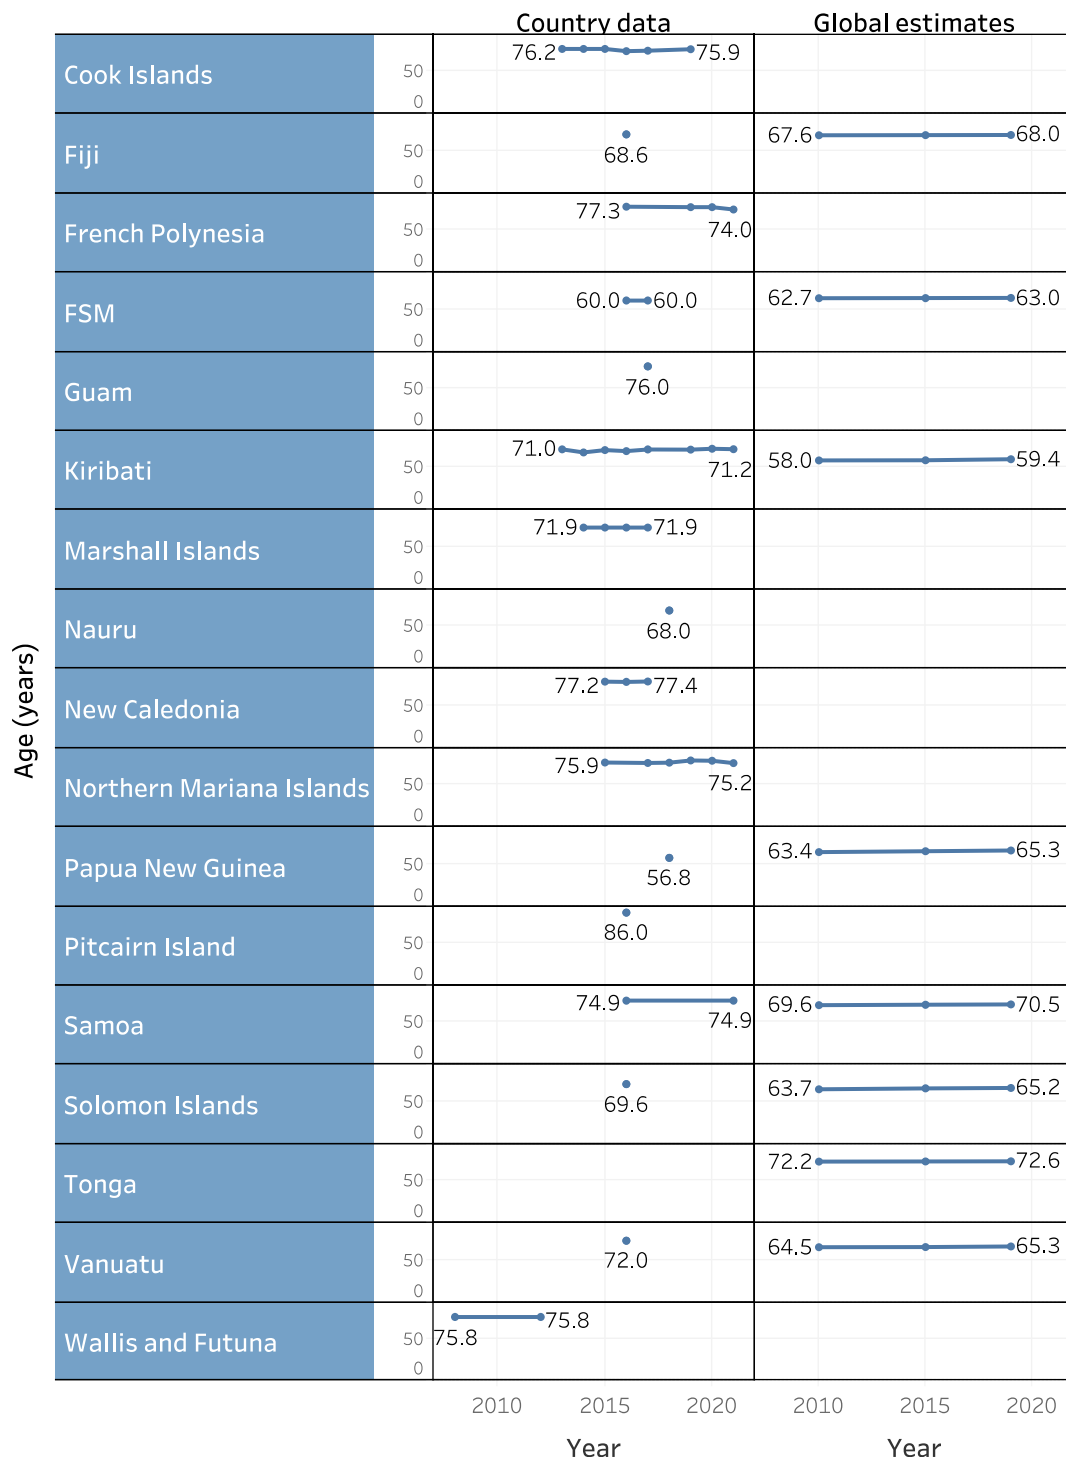 Country data Global estimates
Cook Islands 50 0 76.2 75.9
Fiji 50 0 68.6 67.6 68.0
French Polynesia 50 0 77.3 74.0
FSM 50 0 60.0 60.0 62.7 63.0
Guam 50 0 76.0
Kiribati 50 0 71.0 71.2 58.0 59.4
Marshall Islands 50 0 71.9 71.9
Nauru 50 0 68.0
New Caledonia 50 0 77.2 77.4
Northern Mariana Islands 50 0 75.9 75.2
Papua New Guinea 50 0 56.8 63.4 65.3
Pitcairn Island 50 0 86.0
Samoa 50 0 74.9 74.9 69.6 70.5
Solomon Islands 50 0 69.6 63.7 65.2
Tonga 50 0 72.2 72.6
Vanuatu 50 0 72.0 64.5 65.3
Wallis and Futuna 50 0 75.8 75.8
Age (years)
2010 2015 2020 2010 2015 2020
Year Year